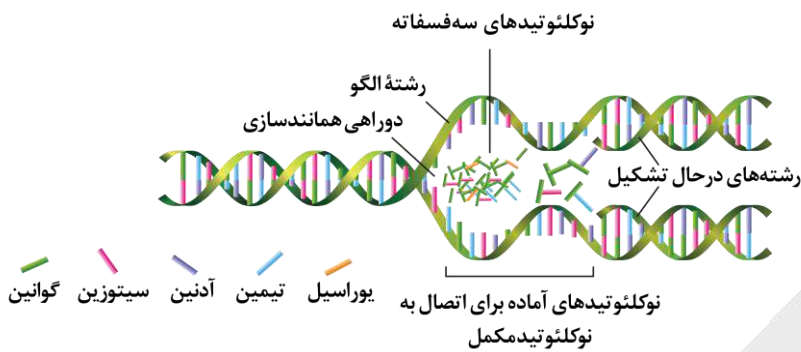 نوکلئوتیدهای سه‌فسفاته
رشتهٔ الگو
دوراهی همانندسازی
رشته‌های درحال تشکیل
گوانین
سیتوزین
آدنین
تیمین
یوراسیل
نوکلئوتیدهای آماده برای اتصال به
نوکلئوتیدمکمل